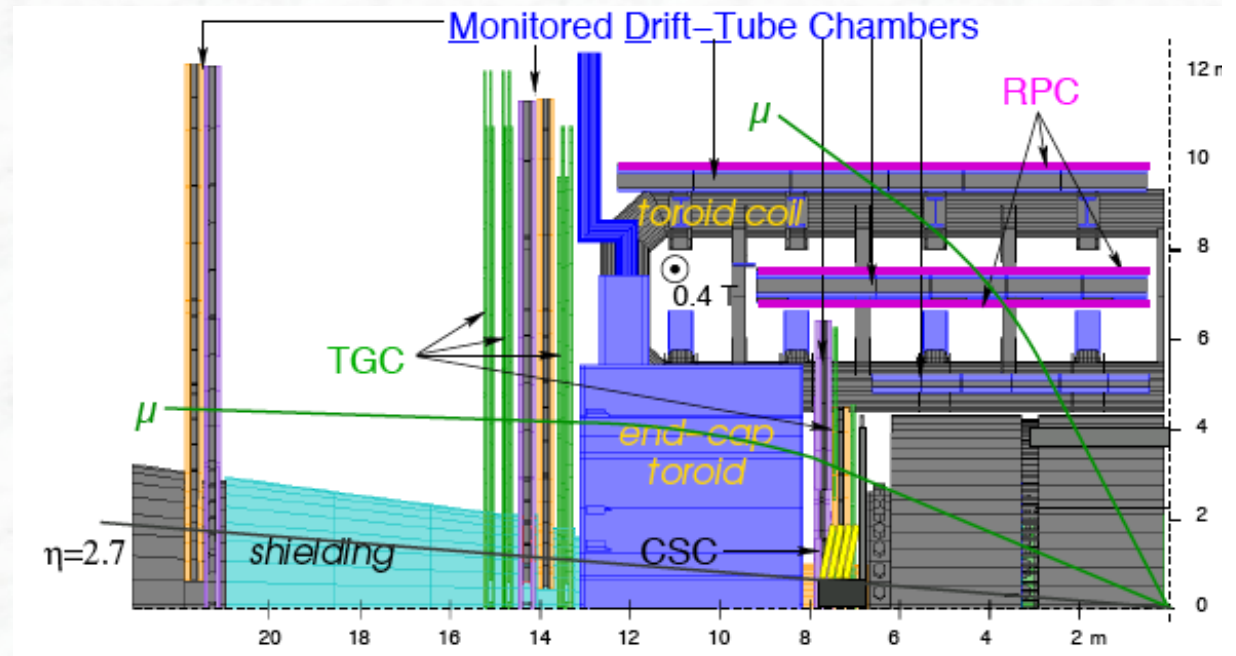 Monitored Drift-Tube Chambers
12 m
RPC
μ
10
toroid coil
8
0.4 T
6
TGC
μ
4
end-cap
toroid
2
η=2.7
shielding
CSC
0
20 18 16 14 12 10 8 6 4 2 m